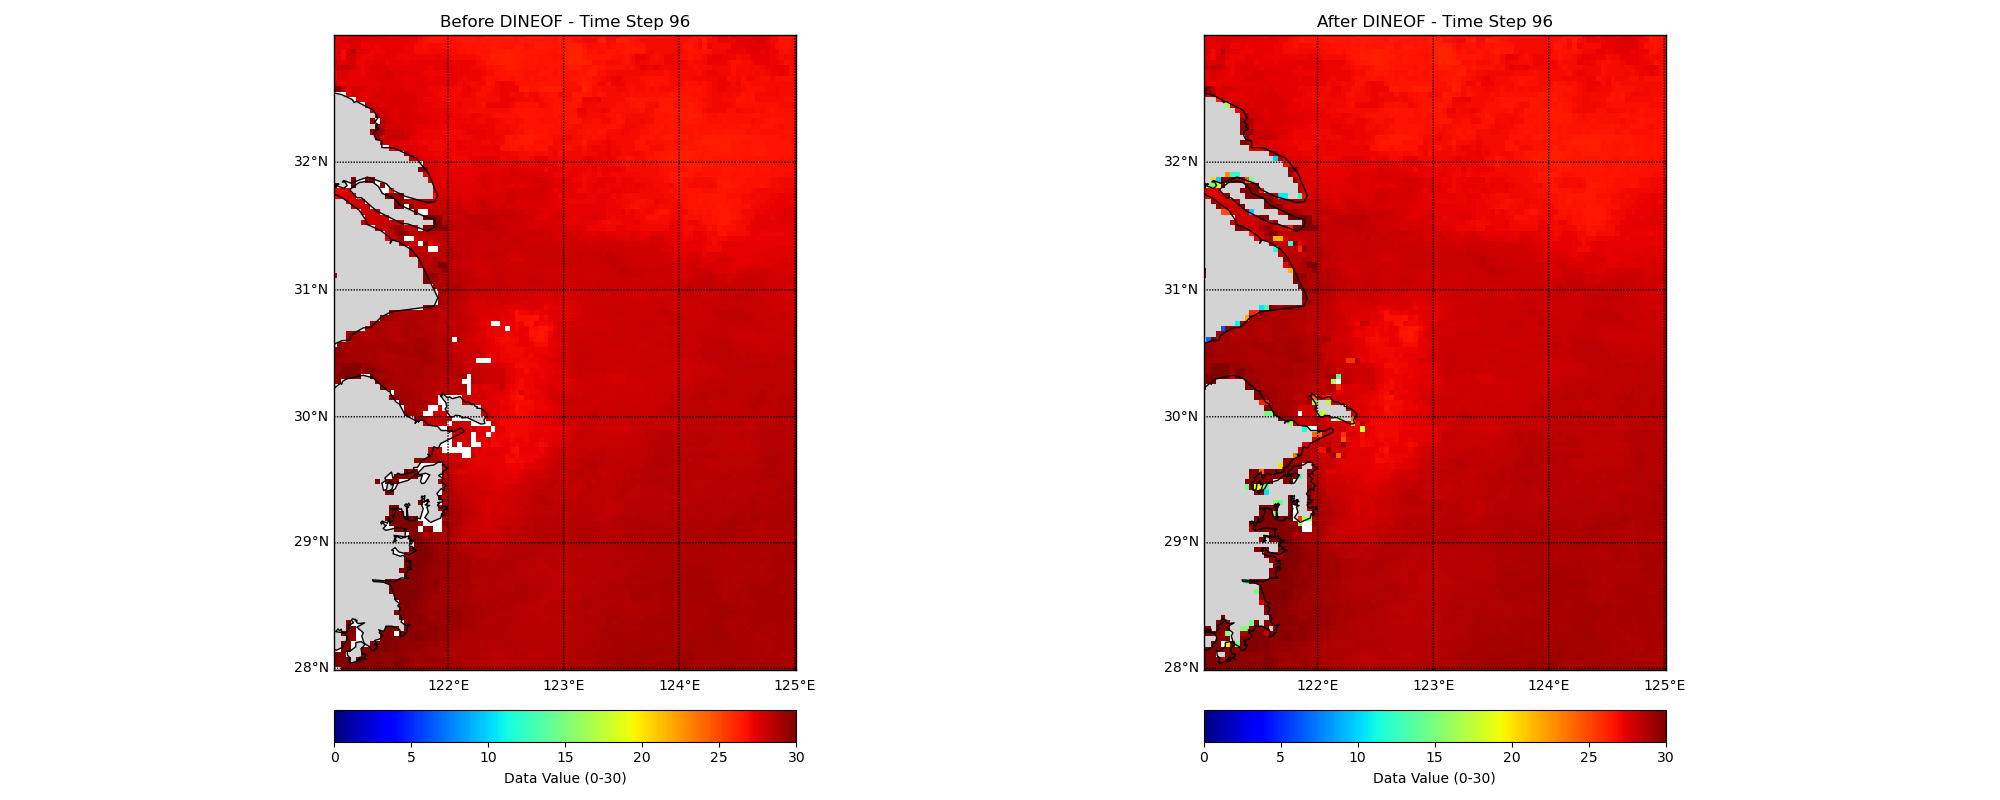 Before DINEOF - Time Step 96
After DINEOF - Time Step 96
32°N
31°N
30°N
29°N
28°N
122°E
123°E
124°E
125°E
32°N
31°N
30°N
29°N
28°N
122°E
123°E
124°E
125°E
0
5
10
15
20
25
30
Data Value (0-30)
0
5
10
15
20
25
30
Data Value (0-30)